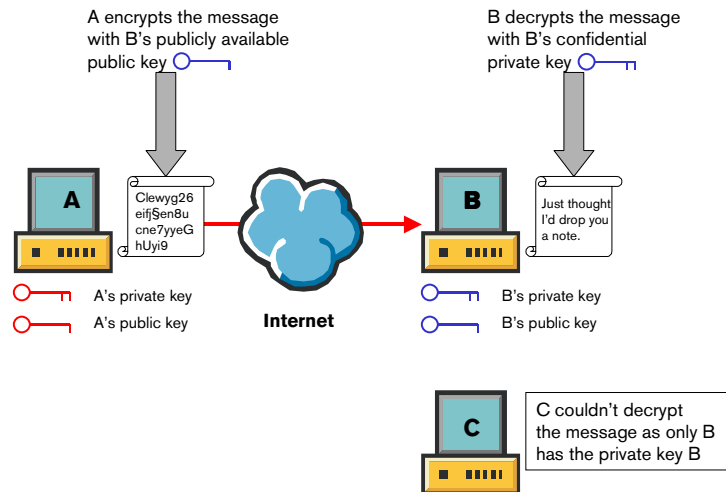 A encrypts the message
with B's publicly available
public key
B decrypts the message
with B's confidential
private key
A
Clewyg26
eifj§en8u
cne7yyeG
hUyi9
B
Just thought
I'd drop you
a note.
A's private key
A's public key
Internet
B's private key
B's public key
C
C couldn't decrypt
the message as only B
has the private key B